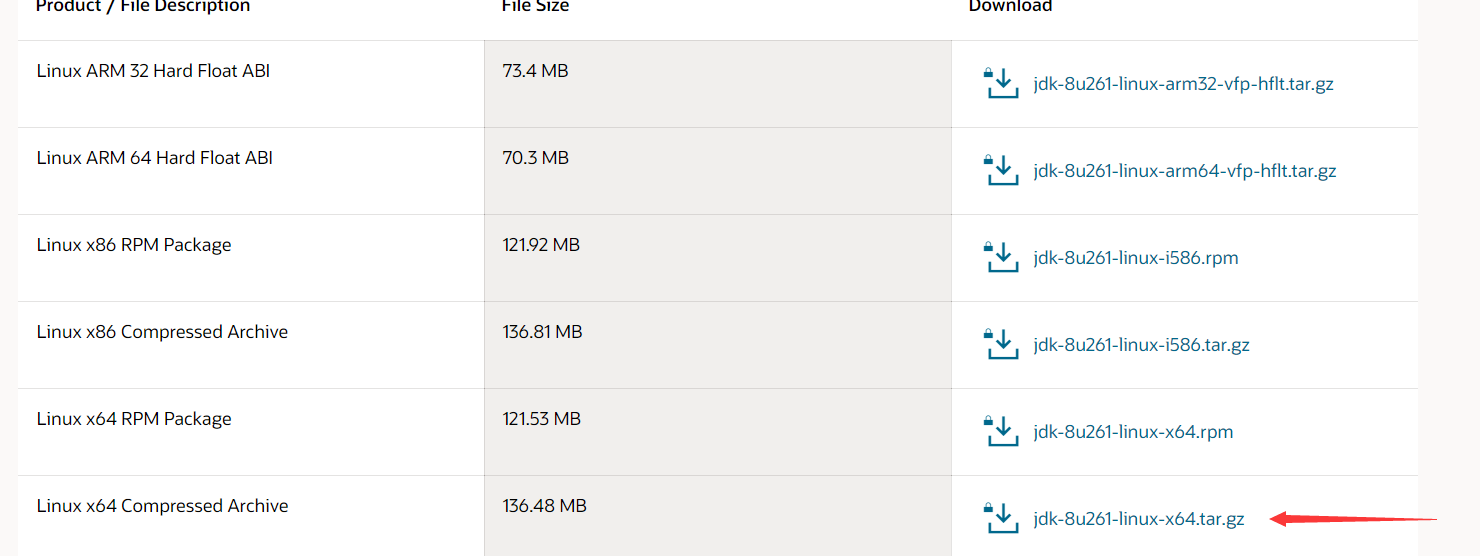 Product / File Description File Size Download
Linux ARM 32 Hard Float ABI 73.4 MB jdk-8u261-linux-arm32-vfp-hflt.tar.gz
Linux ARM 64 Hard Float ABI 70.3 MB jdk-8u261-linux-arm64-vfp-hflt.tar.gz
Linux x86 RPM Package 121.92 MB jdk-8u261-linux-i586.rpm
Linux x86 Compressed Archive 136.81 MB jdk-8u261-linux-i586.tar.gz
Linux x64 RPM Package 121.53 MB jdk-8u261-linux-x64.rpm
Linux x64 Compressed Archive 136.48 MB jdk-8u261-linux-x64.tar.gz